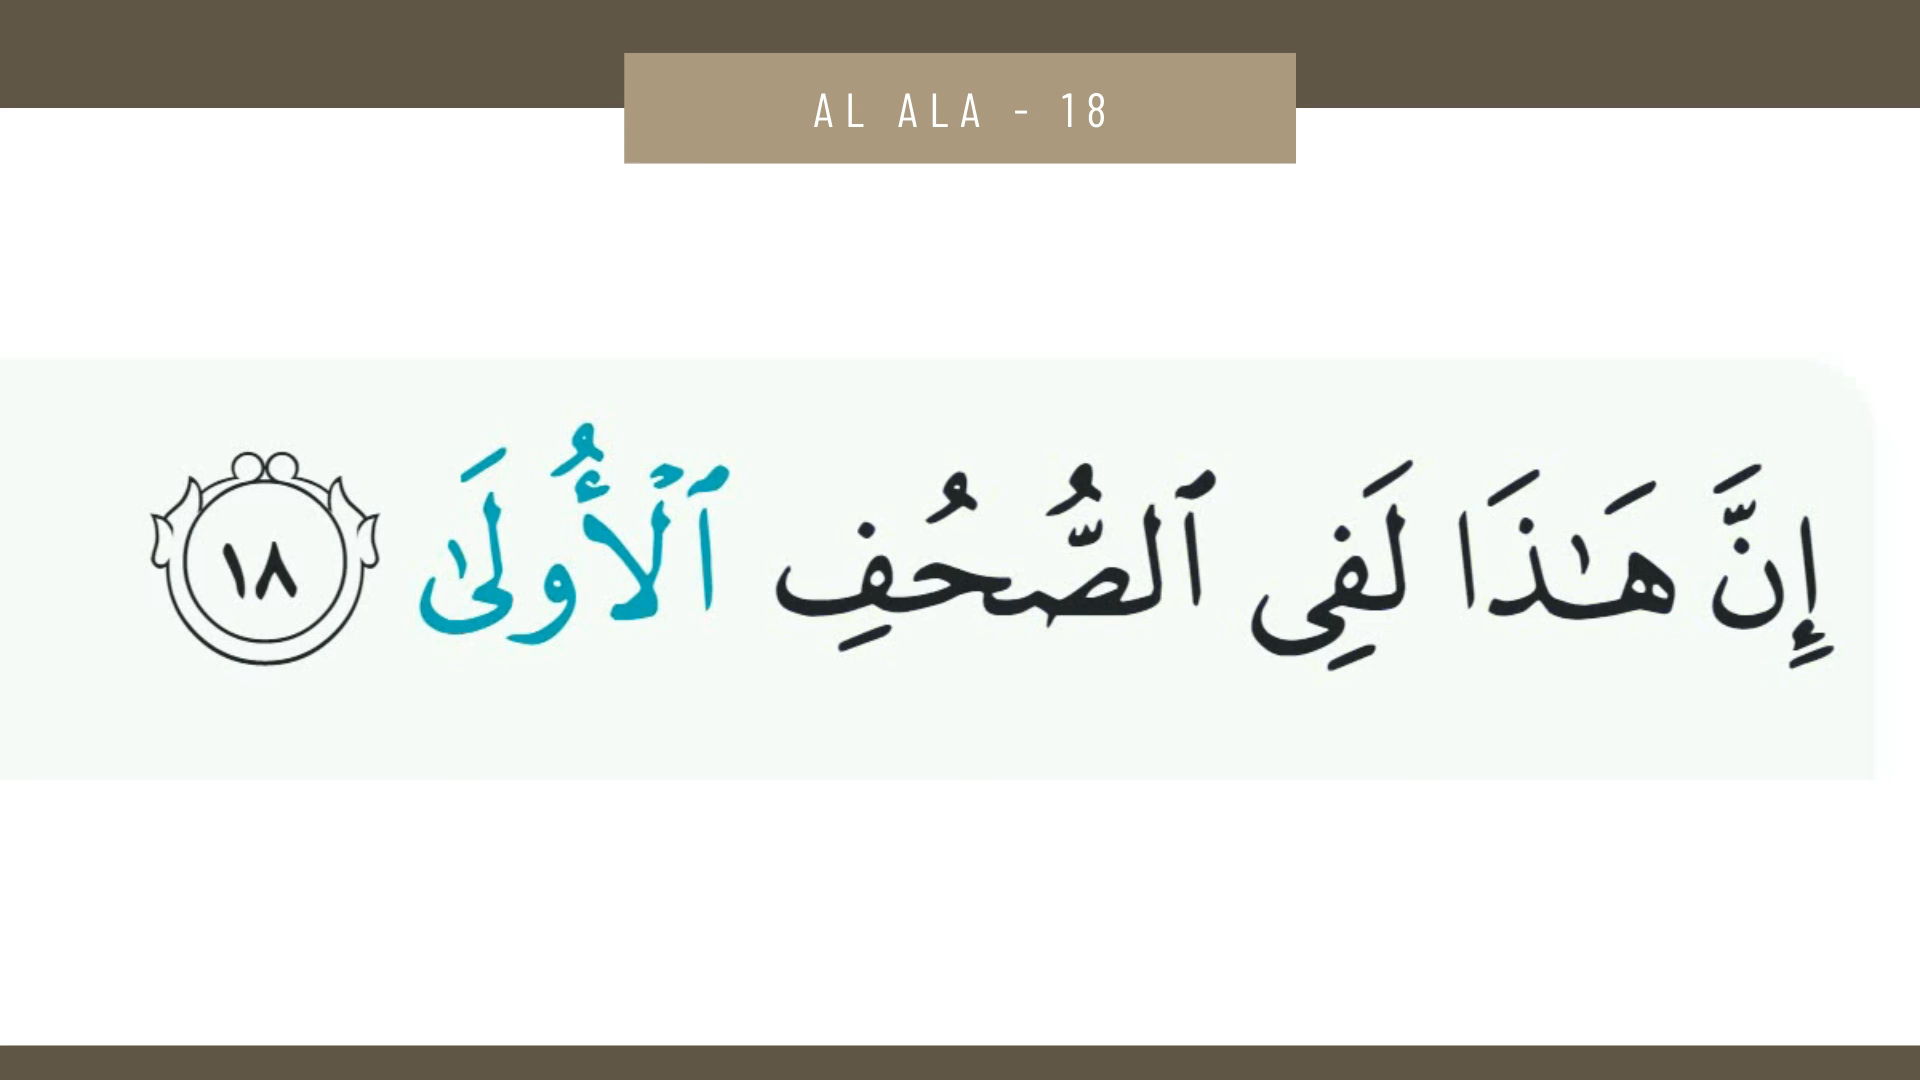 AL ALA - 18
إِنَّ هَـٰذَا لَفِى ٱلصُّحُفِ ٱلْأُولَىٰ ١٨